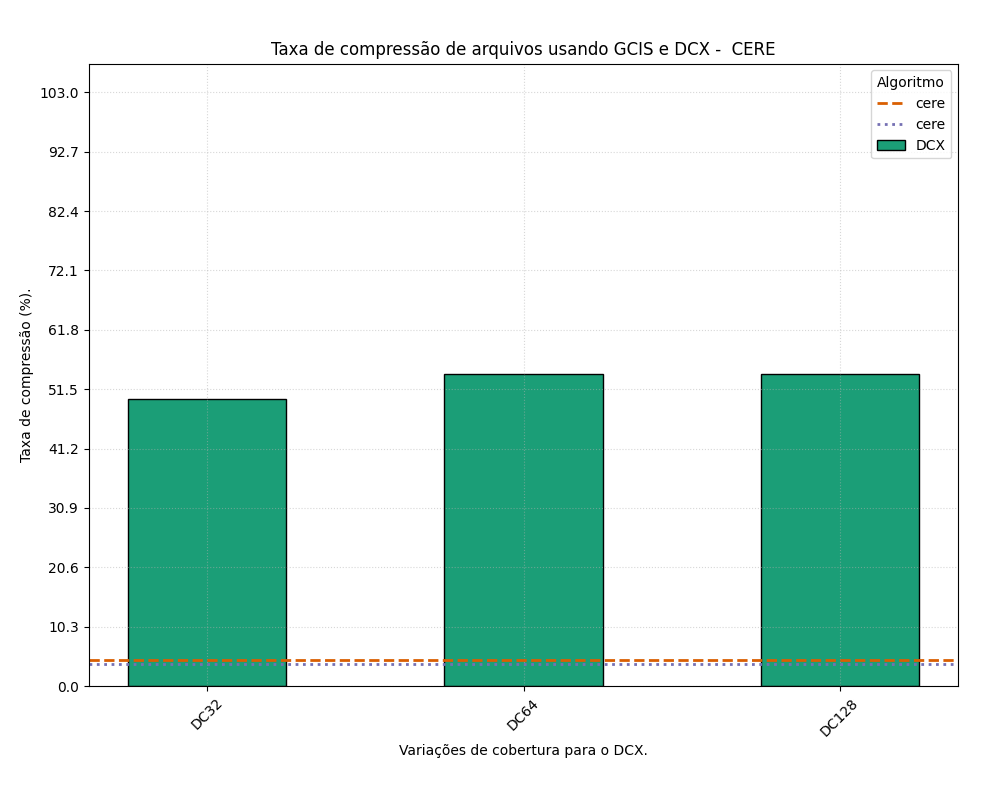 Taxa de compressão de arquivos usando GCIS e DCX -  CERE
Algoritmo
cere
cere
DCX
Taxa de compressão (%).
103.0
92.7
82.4
72.1
61.8
51.5
41.2
30.9
20.6
10.3
0.0
DC32
DC64
DC128
Variações de cobertura para o DCX.